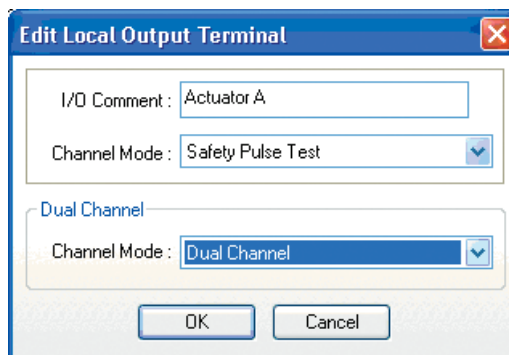 Edit Local Output Terminal
I/O Comment : Actuator A
Channel Mode : Safety Pulse Test
Dual Channel
Channel Mode : Dual Channel
OK Cancel